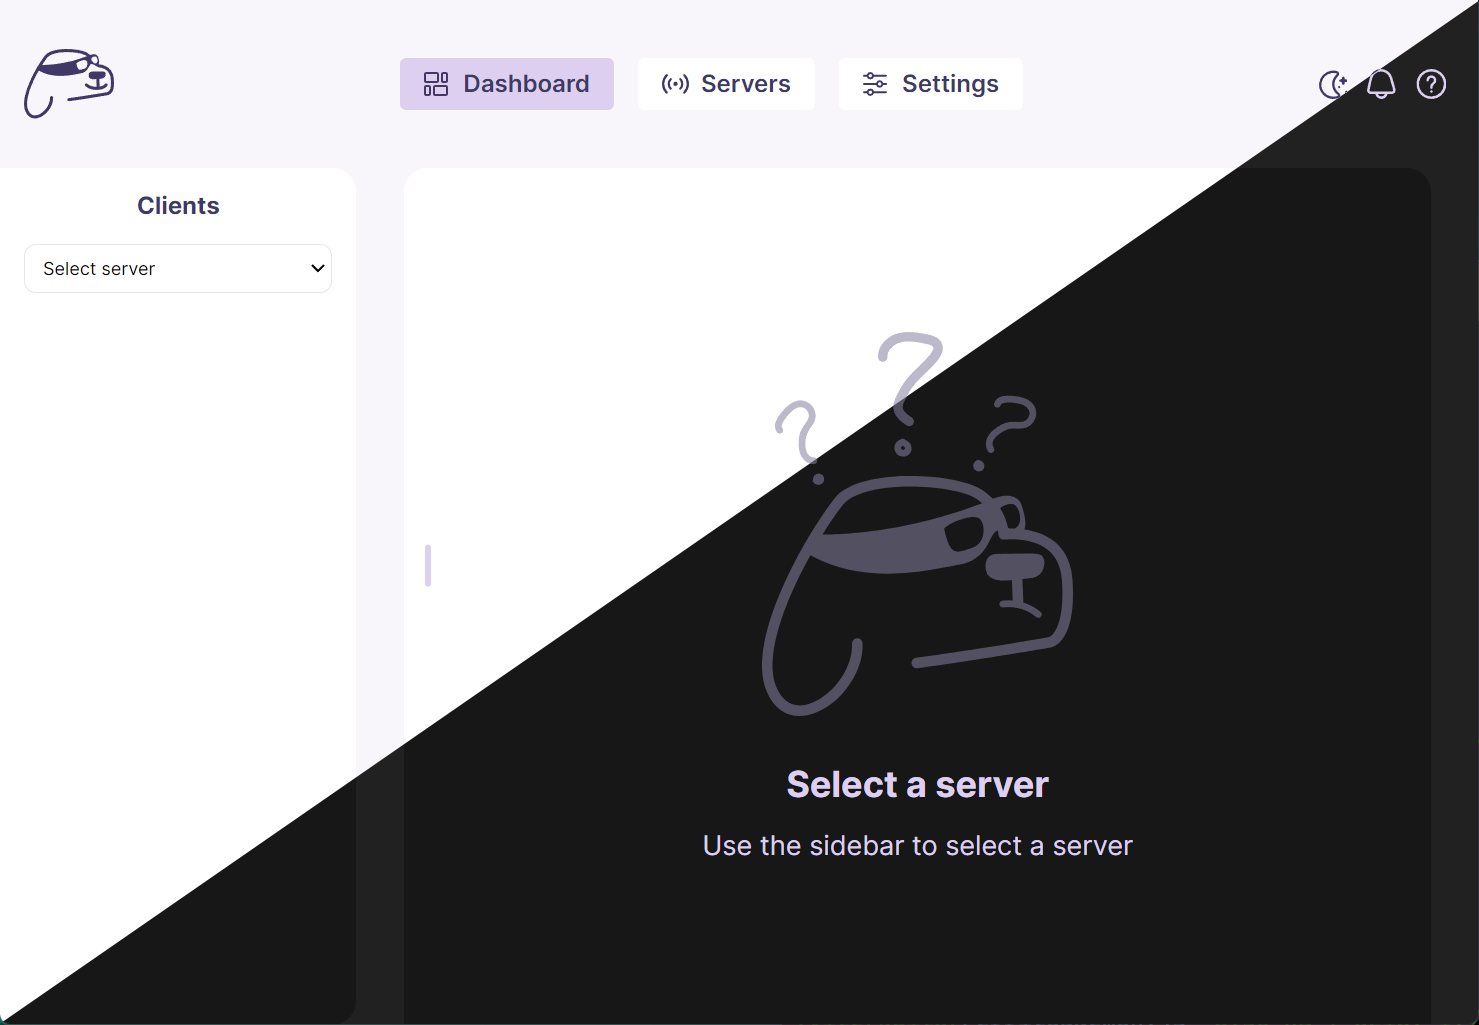 Dashboard
Servers
Settings
Clients
Select server
? ? ?
Select a server
Use the sidebar to select a server